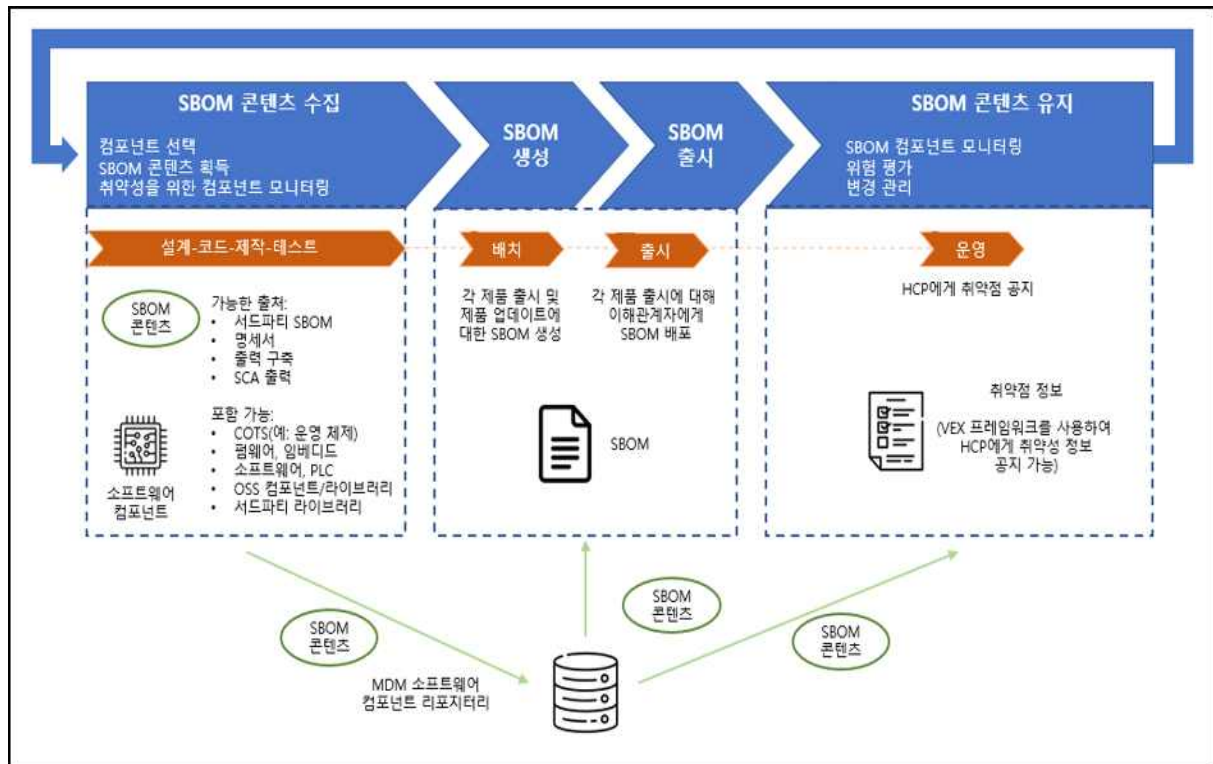 SBOM 콘텐츠 수집
컴포넌트 선택
SBOM 콘텐츠 획득
취약성을 위한 컴포넌트 모니터링
SBOM
생성
SBOM
출시
SBOM 콘텐츠 유지
SBOM 컴포넌트 모니터링
위험 평가
변경 관리
설계-코드-제작-테스트
배치
출시
운영
SBOM
콘텐츠
가능한 출처:
• 서드파티 SBOM
• 명세서
• 출력 구축
• SCA 출력
소프트웨어
컴포넌트
포함 가능:
• COTS(예: 운영 체제)
• 펌웨어, 임베디드
• 소프트웨어, PLC
• OSS 컴포넌트/라이브러리
• 서드파티 라이브러리
각 제품 출시 및
제품 업데이트에
대한 SBOM 생성
각 제품 출시에 대해
이해관계자에게
SBOM 배포
SBOM
HCP에게 취약점 공지
취약점 정보
(VEX 프레임워크를 사용하여
HCP에게 취약성 정보
공지 가능)
SBOM
콘텐츠
SBOM
콘텐츠
SBOM
콘텐츠
MDM 소프트웨어
컴포넌트 리포지터리